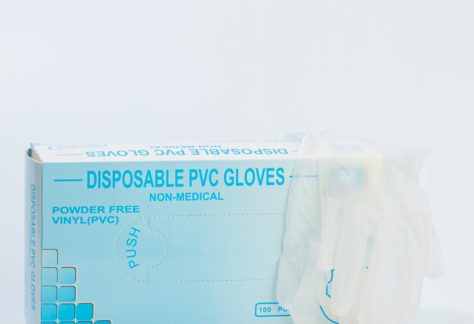 DISPOSABLE PVC GLOVES
NON-MEDICAL
DISPOSABLE PVC GLOVES
NON-MEDICAL
POWDER FREE
VINYL(PVC)
PUSH
100
DISPOSABLE PVC GLOVES